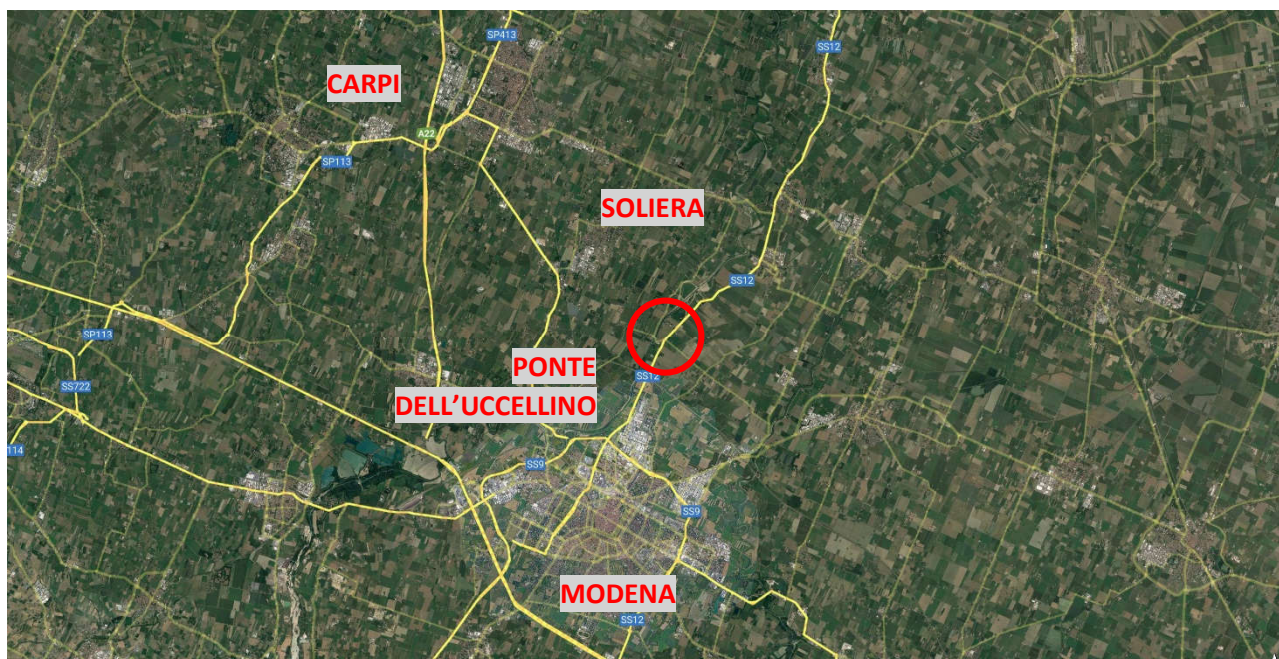 SP413
SS12
CARPI
A22
SP113
SOLIERA
SS12
SP113
PONTE
SS12
SS722
DELL’UCCELLINO
114
SS9
SS9
MODENA
SS12